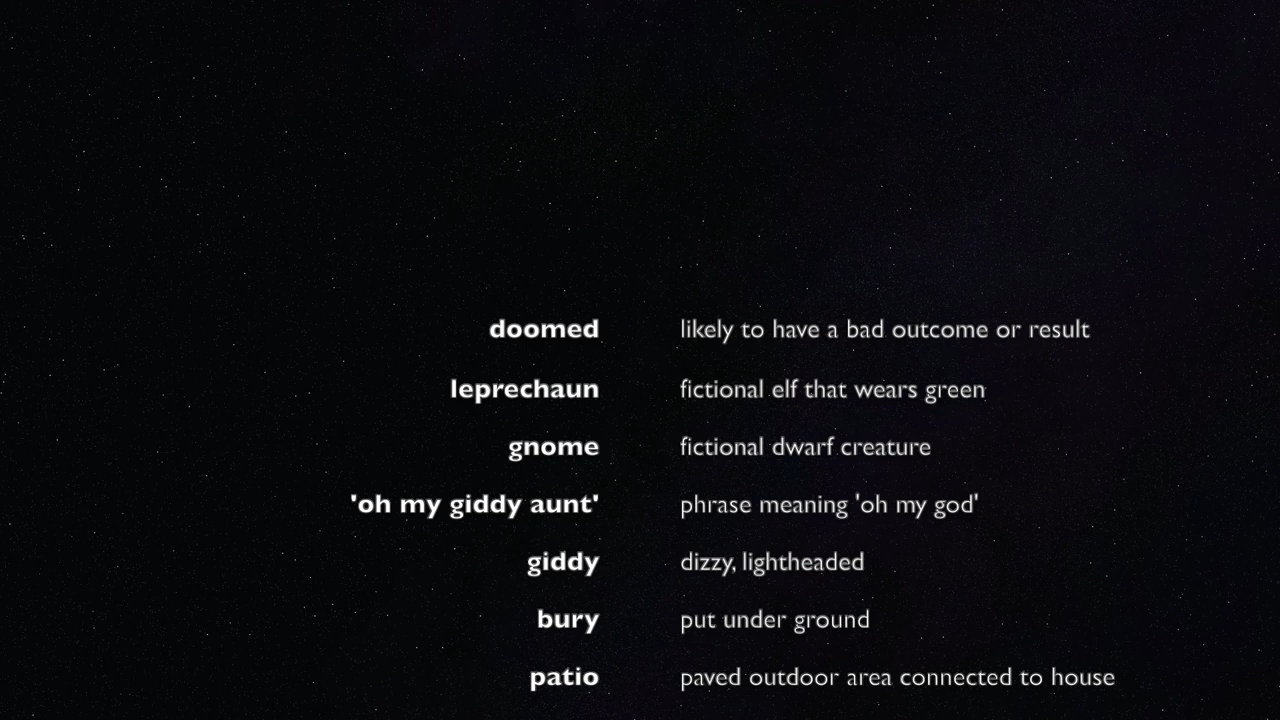 doomed likely to have a bad outcome or result
leprechaun fictional elf that wears green
gnome fictional dwarf creature
'oh my giddy aunt' phrase meaning 'oh my god'
giddy dizzy, lightheaded
bury put under ground
patio paved outdoor area connected to house